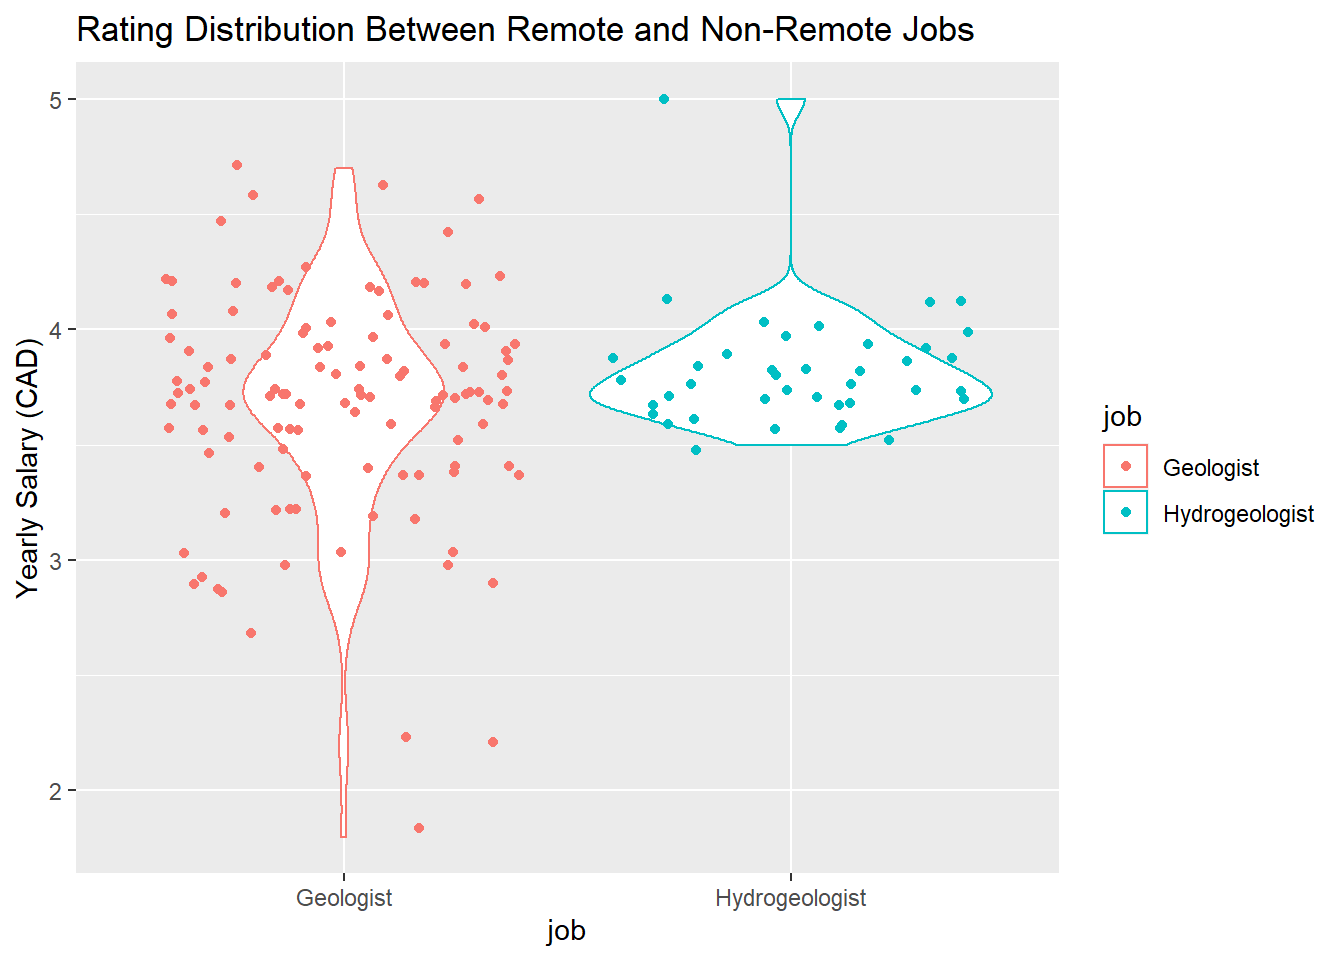 Rating Distribution Between Remote and Non-Remote Jobs
Yearly Salary (CAD)
5
4
3
2
Geologist
Hydrogeologist
job
job
Geologist
Hydrogeologist